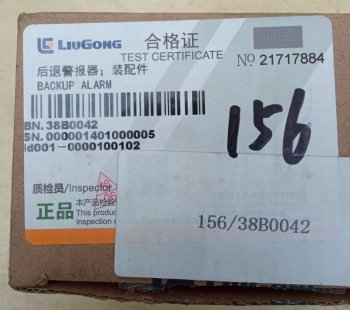 LIUGONG 合格证
TEST CERTIFICATE
№ 21717884
后退警报器；装配件
BACKUP ALARM
BN.38B0042
SN.000001401000005
id001-0000100102
156
质检员/Inspector
156/38B0042
正品
本产品
This product
inspection